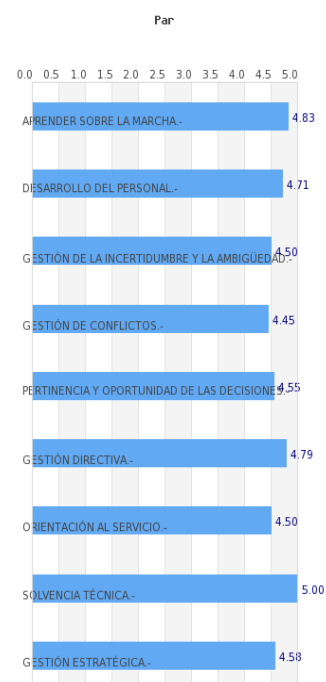 Par
0.0 0.5 1.0 1.5 2.0 2.5 3.0 3.5 4.0 4.5 5.0
APRENDER SOBRE LA MARCHA.- 4.83
DESARROLLO DEL PERSONAL.- 4.71
GESTIÓN DE LA INCERTIDUMBRE Y LA AMBIGÜEDAD.- 4.50
GESTIÓN DE CONFLICTOS.- 4.45
PERTINENCIA Y OPORTUNIDAD DE LAS DECISIONES.- 4.55
GESTIÓN DIRECTIVA.- 4.79
ORIENTACIÓN AL SERVICIO.- 4.50
SOLVENCIA TÉCNICA.- 5.00
GESTIÓN ESTRATÉGICA.- 4.58